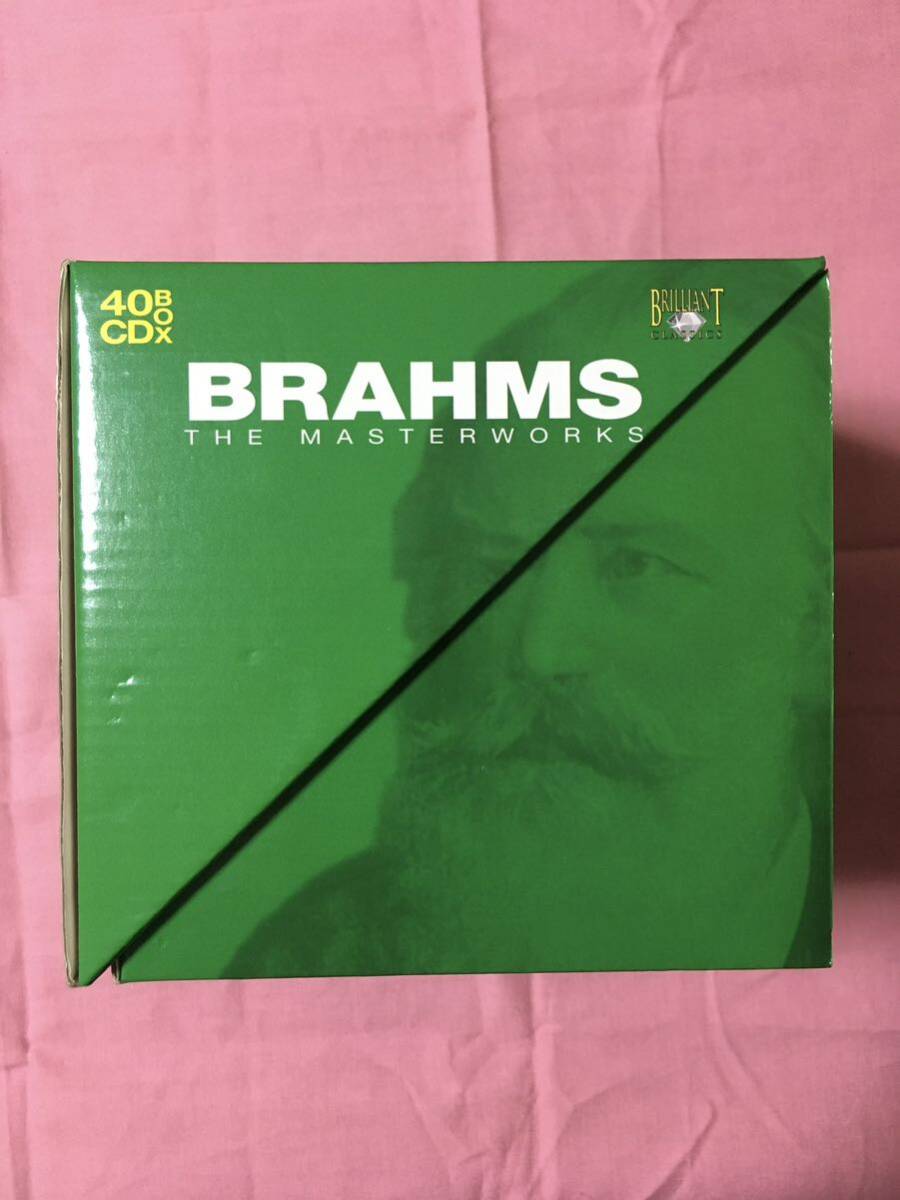 40 BOX
CD
BRILLIANT
CLASSICS
BRAHMS
THE MASTERWORKS